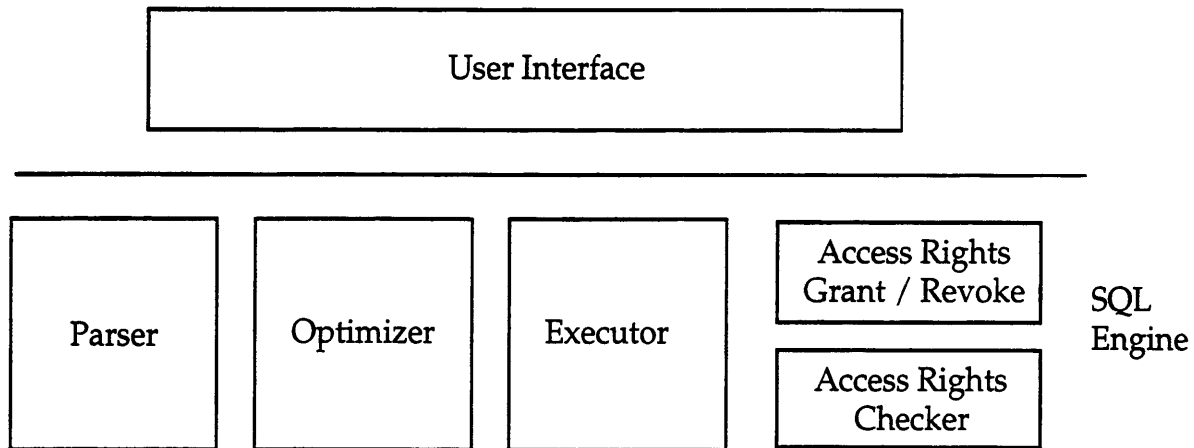 User Interface
Parser
Optimizer
Executor
Access Rights
Grant / Revoke
Access Rights
Checker
SQL
Engine